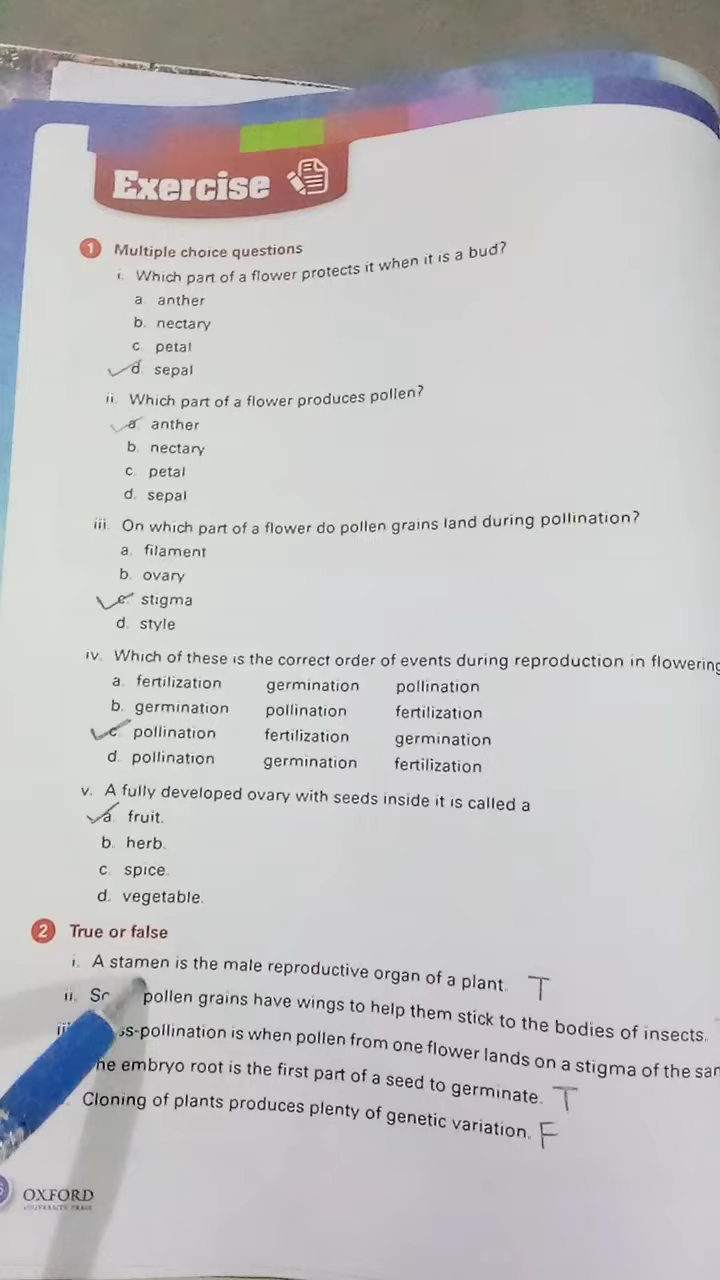 Exercise
1 Multiple choice questions
i. Which part of a flower protects it when it is a bud?
a. anther
b. nectary
c. petal
d. sepal
ii. Which part of a flower produces pollen?
a. anther
b. nectary
c. petal
d. sepal
iii. On which part of a flower do pollen grains land during pollination?
a. filament
b. ovary
c. stigma
d. style
iv. Which of these is the correct order of events during reproduction in flowering
a. fertilization germination pollination
b. germination pollination fertilization
c. pollination fertilization germination
d. pollination germination fertilization
v. A fully developed ovary with seeds inside it is called a
a. fruit.
b. herb.
c. spice.
d. vegetable.
2 True or false
i. A stamen is the male reproductive organ of a plant. T
ii. pollen grains have wings to help them stick to the bodies of insects.
ss-pollination is when pollen from one flower lands on a stigma of the
he embryo root is the first part of a seed to germinate. T
Cloning of plants produces plenty of genetic variation. F
OXFORD
UNIVERSITY PRESS